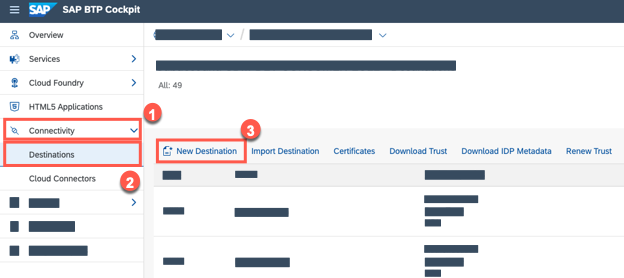 SAP SAP BTP Cockpit
Overview
Services
Cloud Foundry
HTML5 Applications
Connectivity
1
Destinations
2
Cloud Connectors
/
All: 49
3
New Destination Import Destination Certificates Download Trust Download IDP Metadata Renew Trust